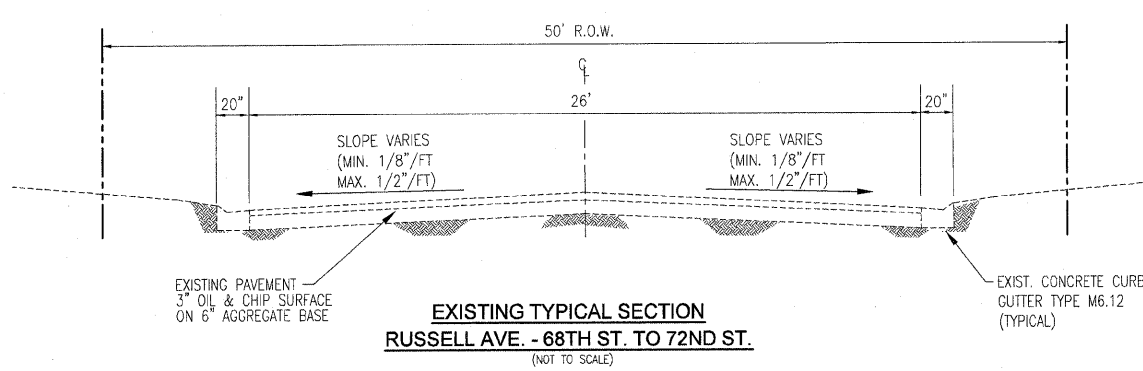 50' R.O.W.
℄
20"
26'
20"
SLOPE VARIES
(MIN. 1/8"/FT
MAX. 1/2"/FT)
SLOPE VARIES
(MIN. 1/8"/FT
MAX. 1/2"/FT)
EXISTING PAVEMENT
3" OIL & CHIP SURFACE
ON 6" AGGREGATE BASE
EXIST. CONCRETE CURB
GUTTER TYPE M6.12
(TYPICAL)
EXISTING TYPICAL SECTION
RUSSELL AVE. - 68TH ST. TO 72ND ST.
(NOT TO SCALE)